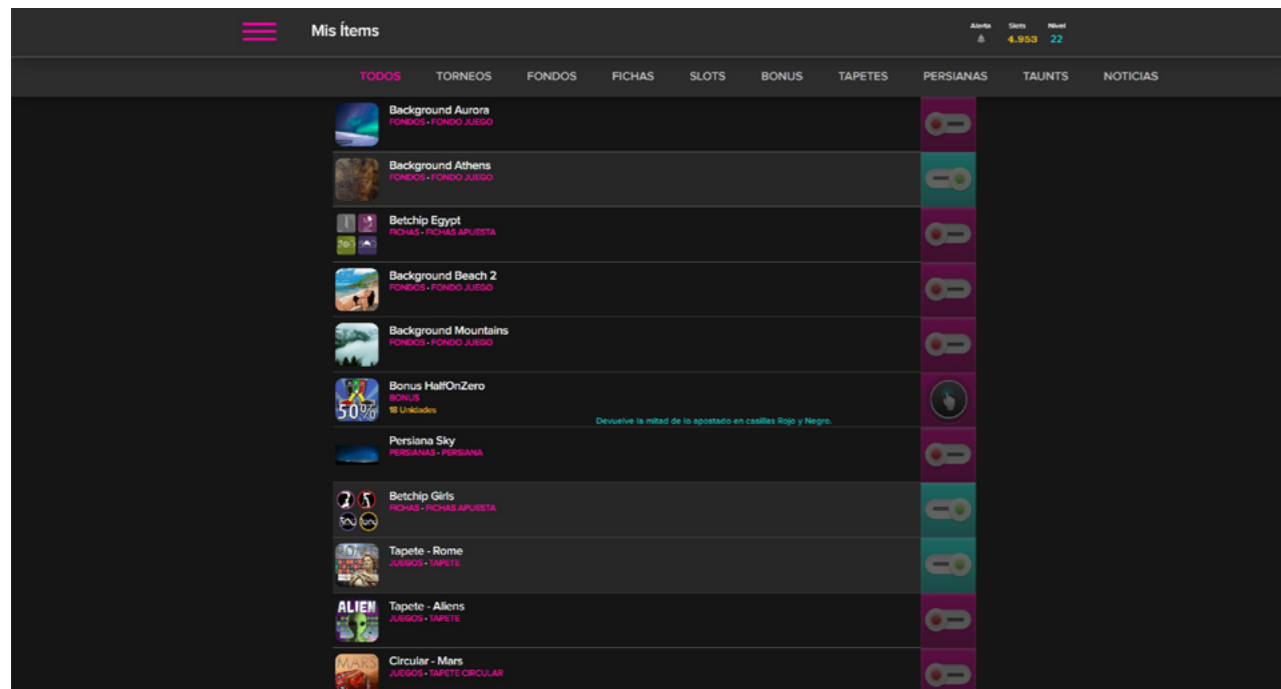 Mis Ítems
Alerta Slots Nivel
4.953 22
TODOS TORNEOS FONDOS FICHAS SLOTS BONUS TAPETES PERSIANAS TAUNTS NOTICIAS
Background Aurora
FONDOS - FONDO JUEGO
Background Athens
FONDOS - FONDO JUEGO
Betchip Egypt
FICHAS - FICHAS APUESTA
Background Beach 2
FONDOS - FONDO JUEGO
Background Mountains
FONDOS - FONDO JUEGO
Bonus HalfOnZero
BONUS
50%
18 Unidades
Devuelve la mitad de lo apostado en casillas Rojo y Negro.
Persiana Sky
PERSIANAS - PERSIANA
Betchip Girls
FICHAS - FICHAS APUESTA
Tapete - Rome
JUEGOS - TAPETE
ALIEN
Tapete - Aliens
JUEGOS - TAPETE
MARS
Circular - Mars
JUEGOS - TAPETE CIRCULAR